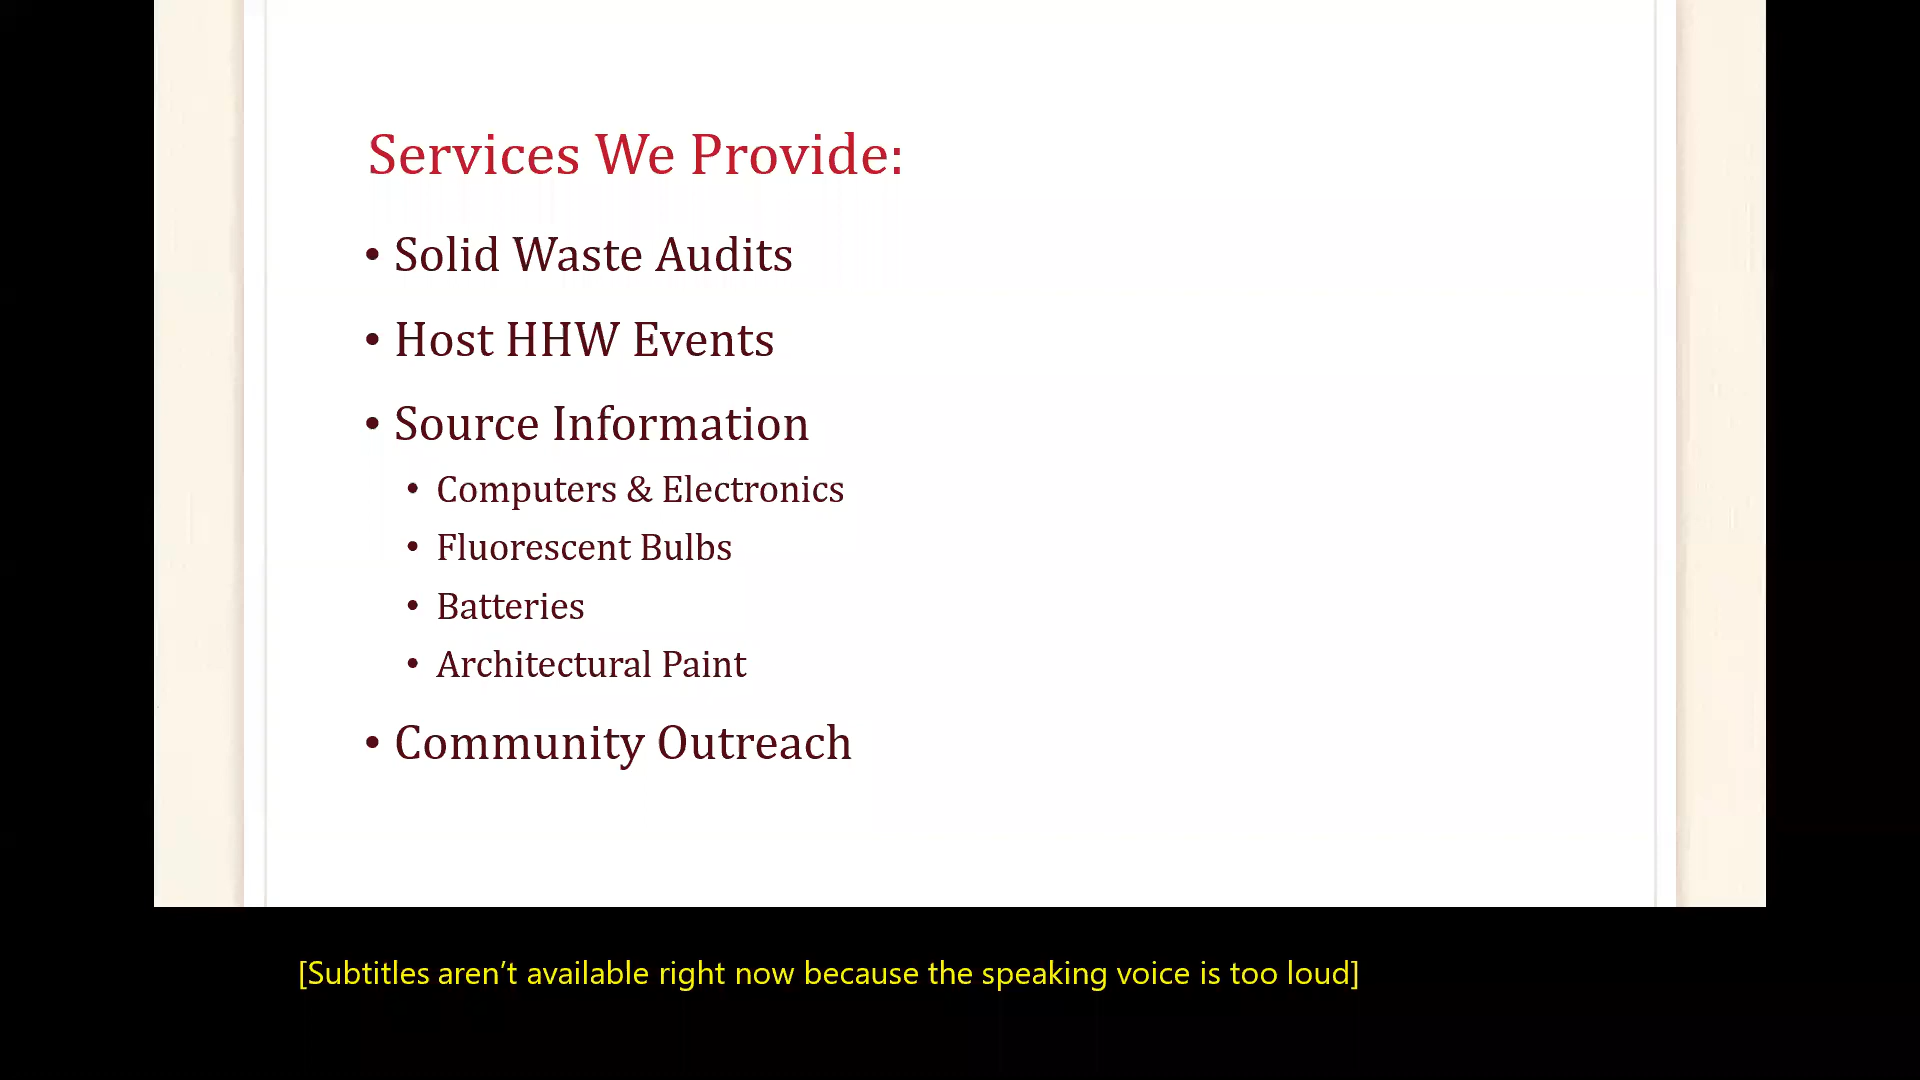 Services We Provide:
• Solid Waste Audits
• Host HHW Events
• Source Information
• Computers & Electronics
• Fluorescent Bulbs
• Batteries
• Architectural Paint
• Community Outreach
[Subtitles aren’t available right now because the speaking voice is too loud]